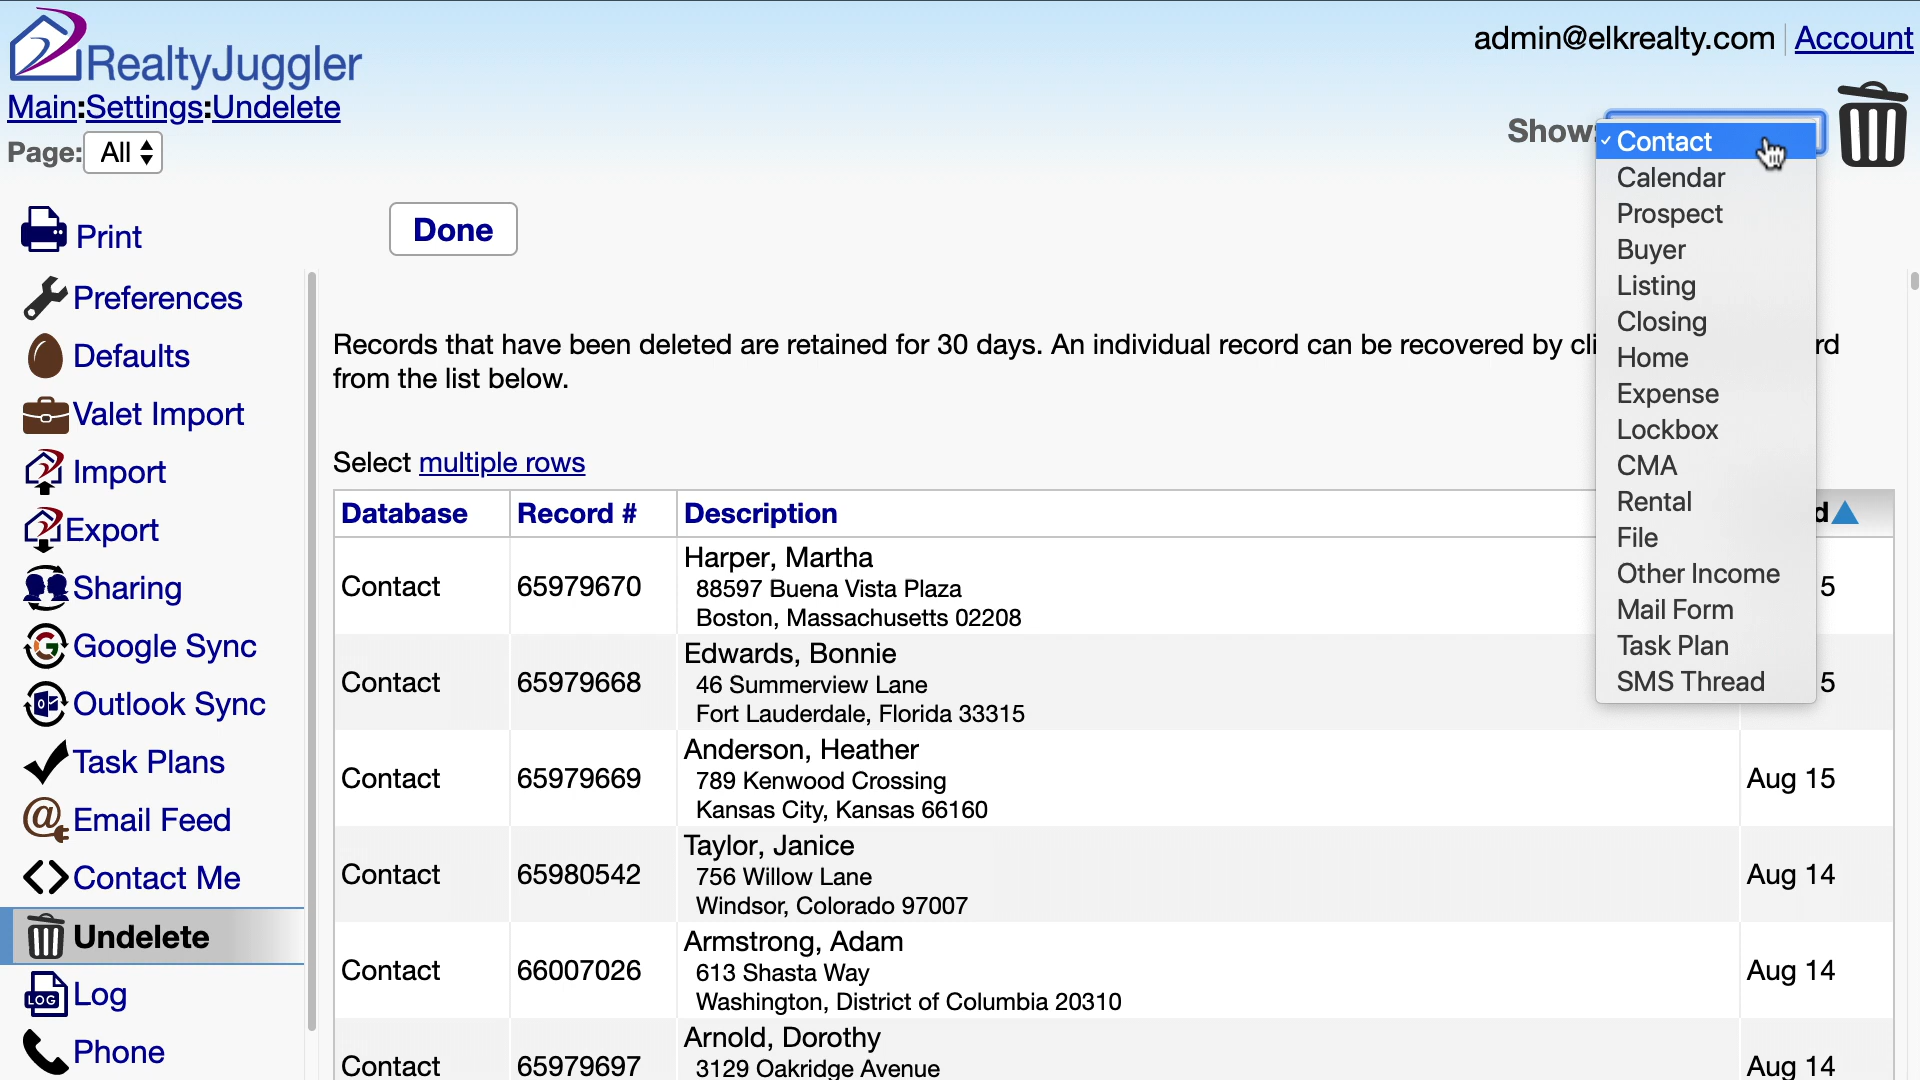 RealtyJuggler
admin@elkrealty.com Account
Main:Settings:Undelete
Page: All
Show:
Contact
Calendar
Prospect
Buyer
Listing
Closing
Home
Expense
Lockbox
CMA
Rental
File
Other Income
Mail Form
Task Plan
SMS Thread
Print
Preferences
Defaults
Valet Import
Import
Export
Sharing
Google Sync
Outlook Sync
Task Plans
Email Feed
Contact Me
Undelete
LOG Log
Phone
Done
Records that have been deleted are retained for 30 days. An individual record can be recovered by
from the list below.
Select multiple rows
Database Record # Description
Contact 65979670 Harper, Martha
88597 Buena Vista Plaza
Boston, Massachusetts 02208
5
Contact 65979668 Edwards, Bonnie
46 Summerview Lane
Fort Lauderdale, Florida 33315
5
Contact 65979669 Anderson, Heather
789 Kenwood Crossing
Kansas City, Kansas 66160
Aug 15
Contact 65980542 Taylor, Janice
756 Willow Lane
Windsor, Colorado 97007
Aug 14
Contact 66007026 Armstrong, Adam
613 Shasta Way
Washington, District of Columbia 20310
Aug 14
Contact 65979697 Arnold, Dorothy
3129 Oakridge Avenue
Aug 14